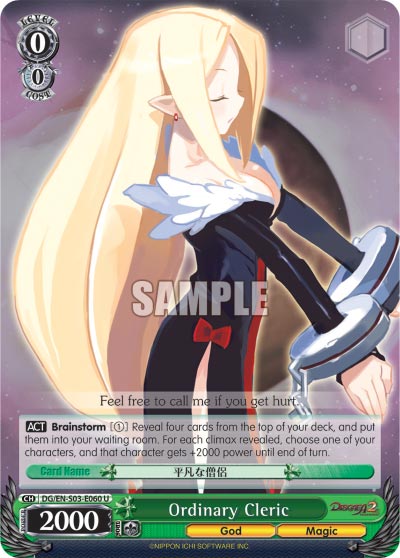 LEVEL
0
0
COST
SAMPLE
Feel free to call me if you get hurt.
ACT Brainstorm [①] Reveal four cards from the top of your deck, and put
them into your waiting room. For each climax revealed, choose one of your
characters, and that character gets +2000 power until end of turn.
Card Name 平凡な僧侶
CH DG/EN-S03-E060 U
2000
Ordinary Cleric
DISGAEA 2
God Magic
©NIPPON ICHI SOFTWARE INC.